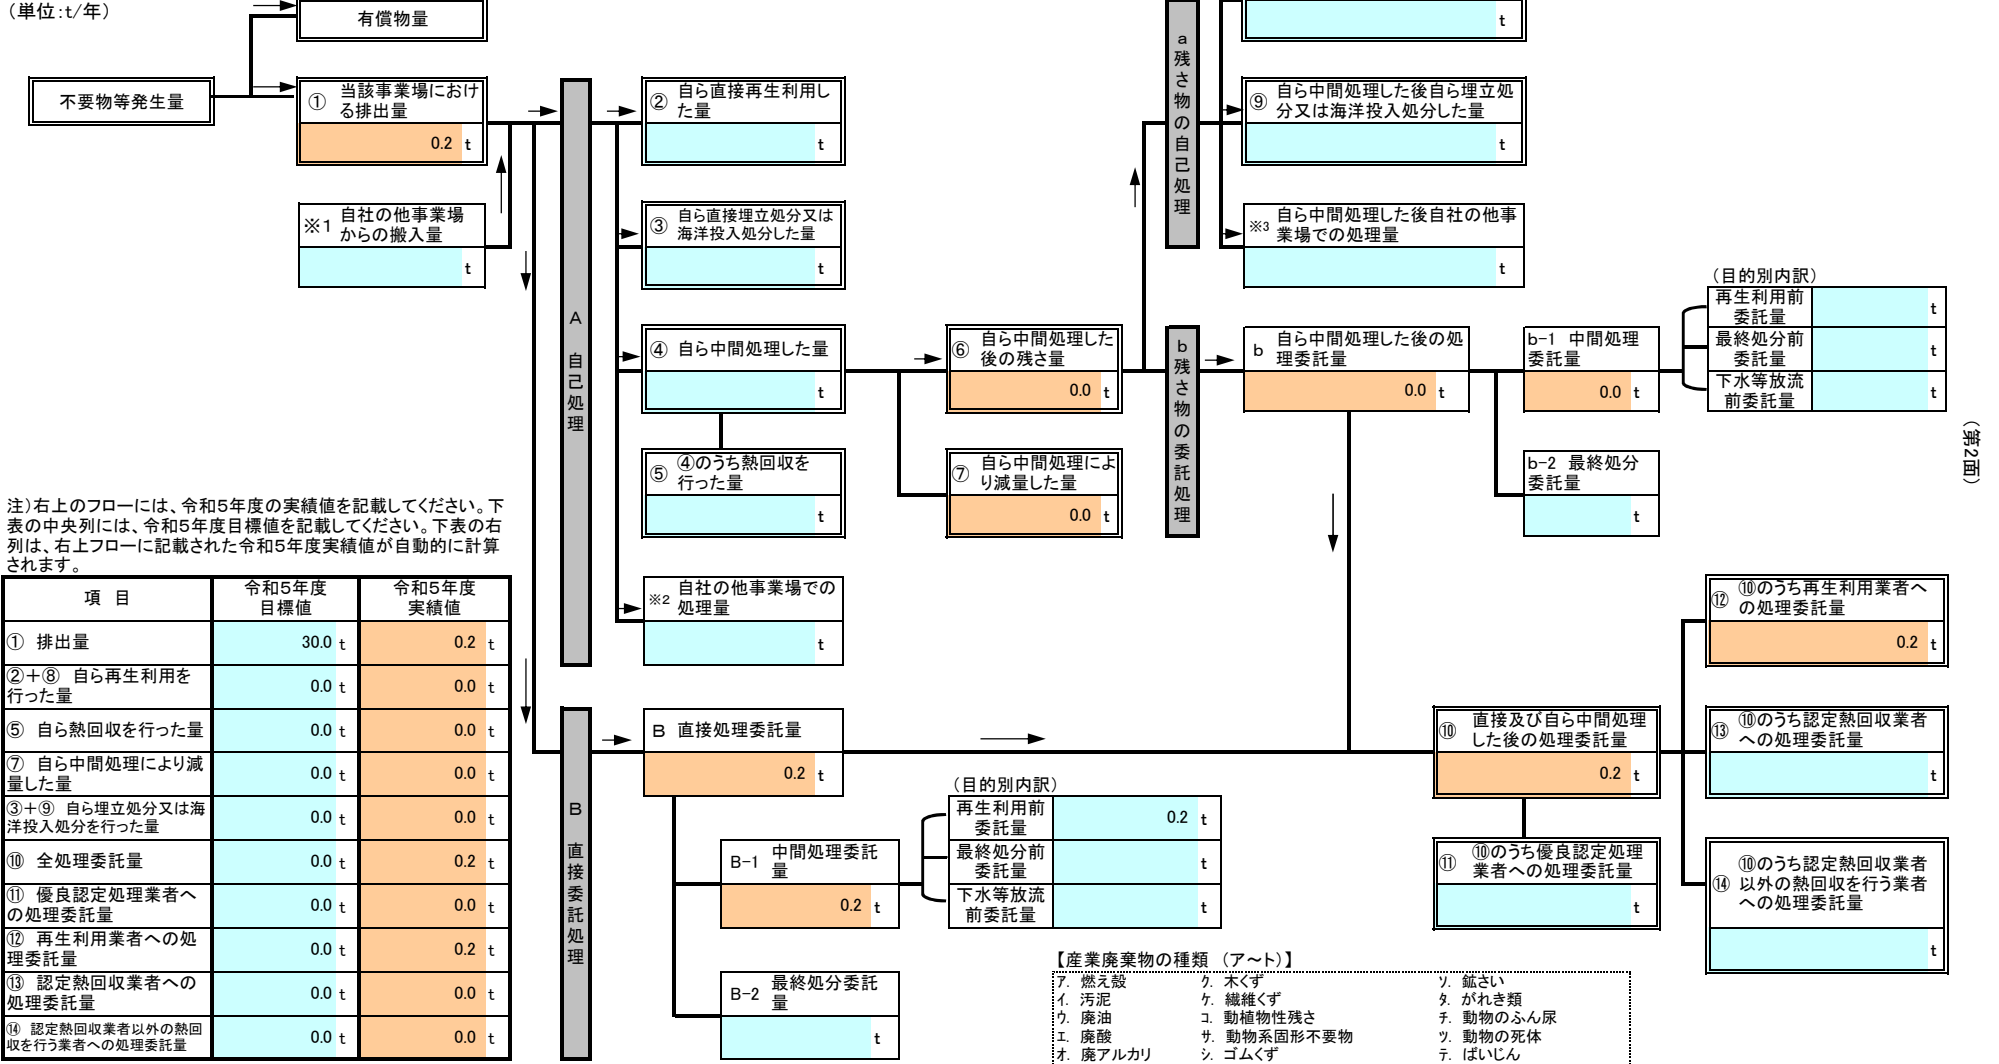 （単位:t/年）
有償物量
不要物等発生量
① 当該事業場におけ
る排出量
0.2 t
※1 自社の他事業場
からの搬入量
t
A 自己処理
② 自ら直接再生利用し
た量
t
③ 自ら直接埋立処分又は
海洋投入処分した量
t
④ 自ら中間処理した量
t
⑤ ④のうち熱回収を
行った量
t
※2 自社の他事業場での
処理量
t
⑥ 自ら中間処理した
後の残さ量
0.0 t
⑦ 自ら中間処理によ
り減量した量
0.0 t
a残さ物の自己処理
t
⑨ 自ら中間処理した後自ら埋立処
分又は海洋投入処分した量
t
※3 自ら中間処理した後自社の他事
業場での処理量
t
b残さ物の委託処理
b 自ら中間処理した後の処
理委託量
0.0 t
b-1 中間処理
委託量
0.0 t
b-2 最終処分
委託量
t
（目的別内訳）
再生利用前
委託量
t
最終処分前
委託量
t
下水等放流
前委託量
t
（第2面）
注）右上のフローには、令和5年度の実績値を記載してください。下
表の中央列には、令和5年度目標値を記載してください。下表の右
列は、右上フローに記載された令和5年度実績値が自動的に計算
されます。
項 目 令和5年度
目標値 令和5年度
実績値
① 排出量 30.0 t 0.2 t
②＋⑧ 自ら再生利用を
行った量 0.0 t 0.0 t
⑤ 自ら熱回収を行った量 0.0 t 0.0 t
⑦ 自ら中間処理により減
量した量 0.0 t 0.0 t
③＋⑨ 自ら埋立処分又は海
洋投入処分を行った量 0.0 t 0.0 t
⑩ 全処理委託量 0.0 t 0.2 t
⑪ 優良認定処理業者へ
の処理委託量 0.0 t 0.0 t
⑫ 再生利用業者への処
理委託量 0.0 t 0.2 t
⑬ 認定熱回収業者への
処理委託量 0.0 t 0.0 t
⑭ 認定熱回収業者以外の熱回
収を行う業者への処理委託量 0.0 t 0.0 t
B 直接委託処理
B 直接処理委託量
0.2 t
B-1 中間処理委託
量
0.2 t
B-2 最終処分委託
量
t
（目的別内訳）
再生利用前
委託量
0.2 t
最終処分前
委託量
t
下水等放流
前委託量
t
⑩ 直接及び自ら中間処理
した後の処理委託量
0.2 t
⑪ ⑩のうち優良認定処理
業者への処理委託量
t
⑫ ⑩のうち再生利用業者へ
の処理委託量
0.2 t
⑬ ⑩のうち認定熱回収業者
への処理委託量
t
⑭ ⑩のうち認定熱回収業者
以外の熱回収を行う業者
への処理委託量
t
【産業廃棄物の種類 （ア～ト）】
ア. 燃え殻 ク. 木くず ソ. 鉱さい
イ. 汚泥 ケ. 繊維くず タ. がれき類
ウ. 廃油 コ. 動植物性残さ チ. 動物のふん尿
エ. 廃酸 サ. 動物系固形不要物 ツ. 動物の死体
オ. 廃アルカリ シ. ゴムくず テ. ばいじん